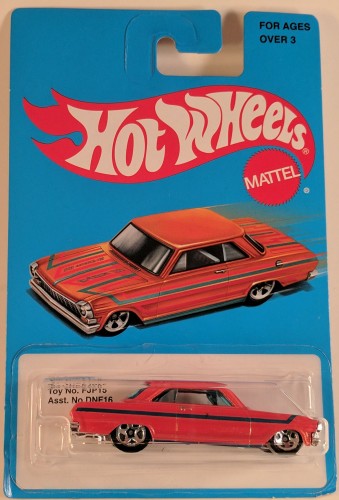 FOR AGES
OVER 3
HOT WHEELS
®
MATTEL
®
Toy No. FJP15
Asst. No.DNF16